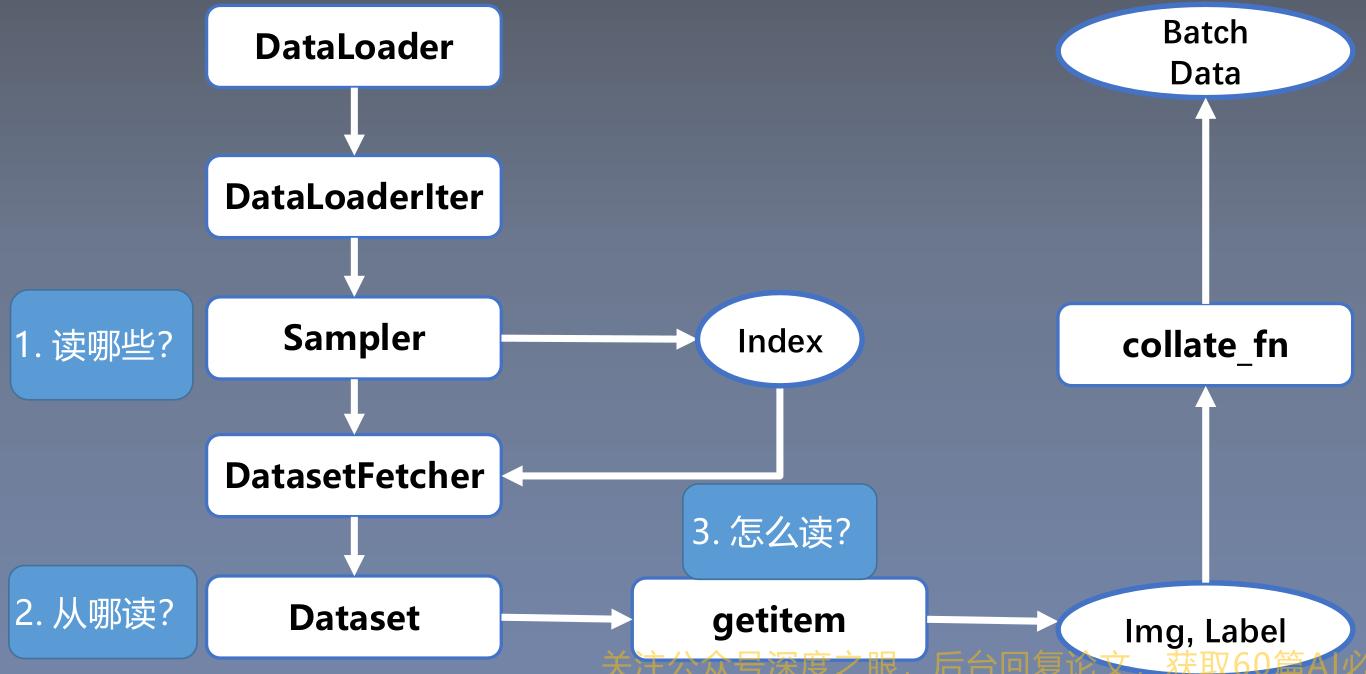 DataLoader
Batch
Data
DataLoaderIter
1. 读哪些?
Sampler
Index
collate_fn
DatasetFetcher
3. 怎么读?
2. 从哪读?
Dataset
getitem
Img, Label
关注公众号深度之眼，后台回复论文，获取60篇AI必